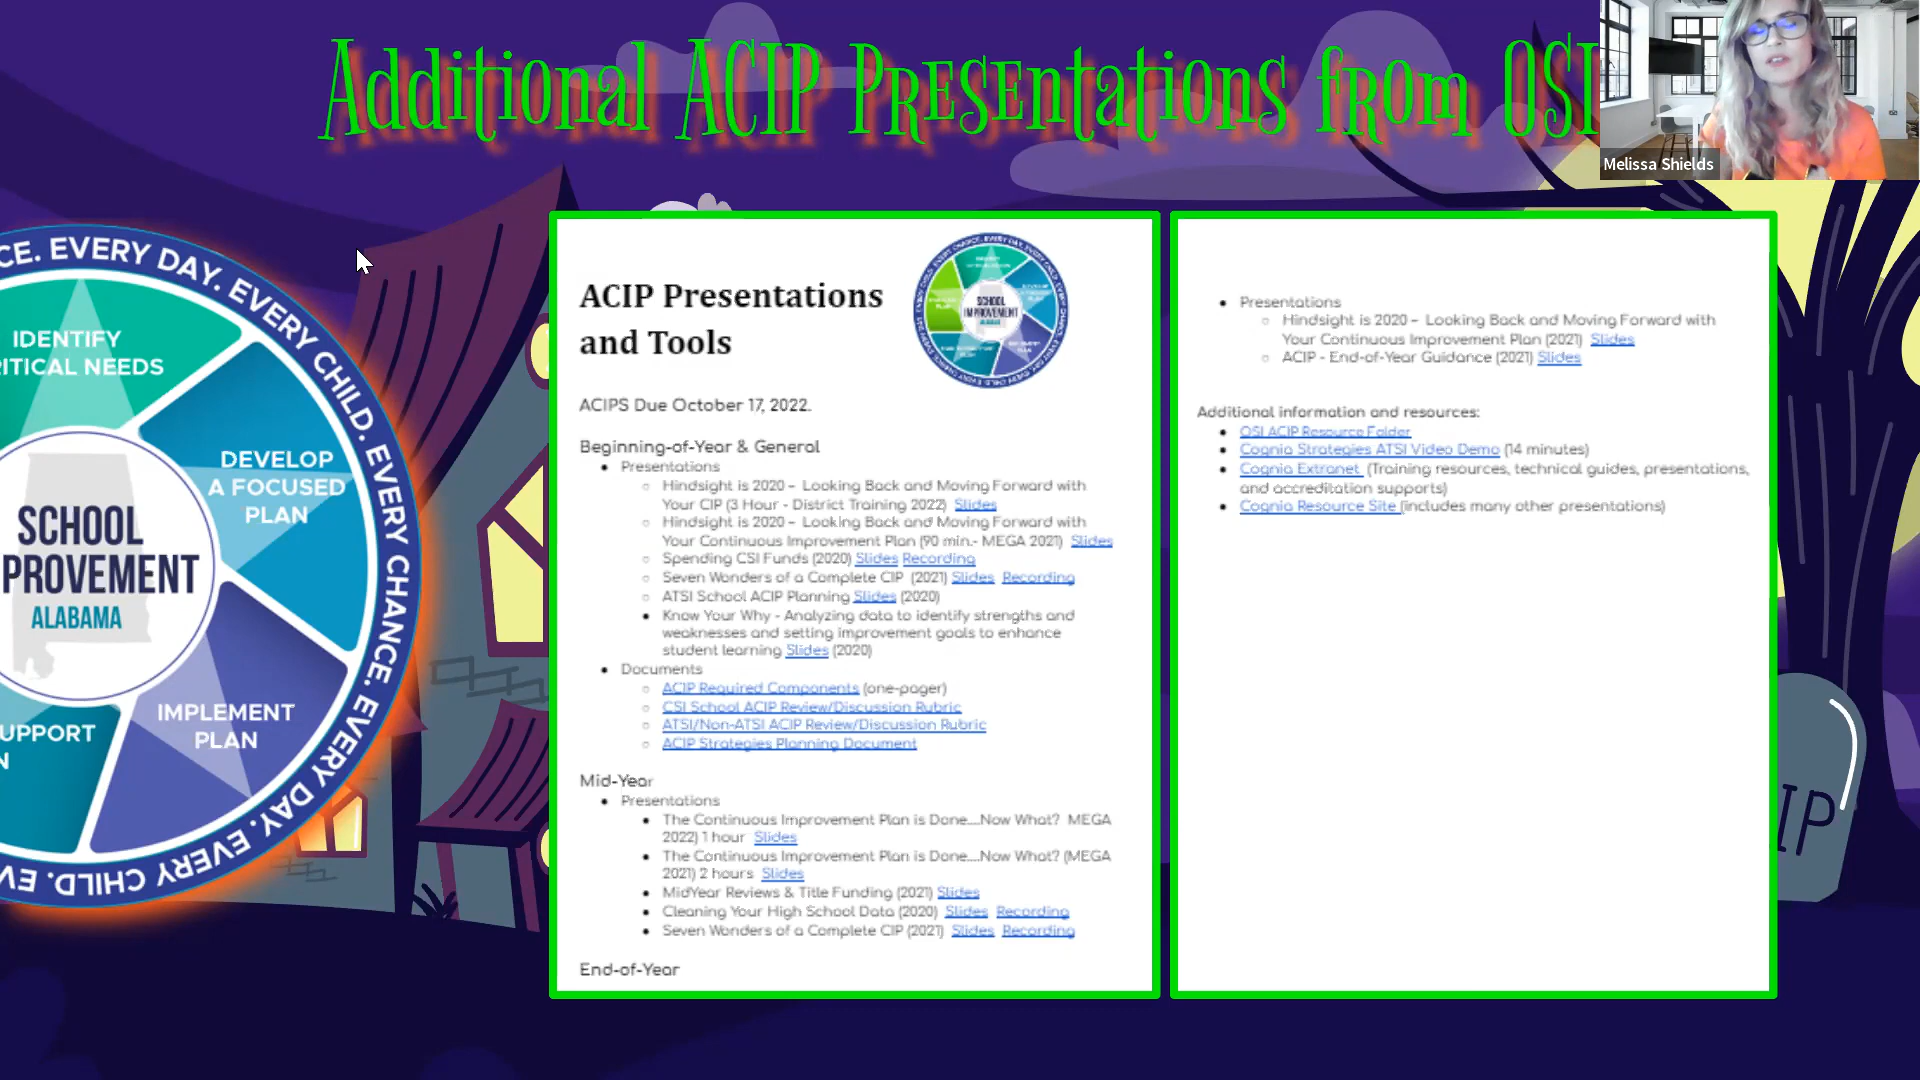 Additional ACIP Presentations from OSI
Melissa Shields
CE. EVERY DAY. EVERY CHILD. EVERY CHANCE. EVERY DAY. EVERY CHILD. EV
IDENTIFY
ITICAL NEEDS
DEVELOP
A FOCUSED
PLAN
SCHOOL
PROVEMENT
ALABAMA
IMPLEMENT
PLAN
UPPORT
N
ACIP Presentations
and Tools
SCHOOL
IMPROVEMENT
ALABAMA
ACIPS Due October 17, 2022.
Beginning-of-Year & General
• Presentations
○ Hindsight is 2020 – Looking Back and Moving Forward with
Your CIP (3 Hour - District Training 2022) Slides
○ Hindsight is 2020 – Looking Back and Moving Forward with
Your Continuous Improvement Plan (90 min.- MEGA 2021) Slides
○ Spending CSI Funds (2020) Slides Recording
○ Seven Wonders of a Complete CIP (2021) Slides Recording
○ ATSI School ACIP Planning Slides (2020)
• Know Your Why - Analyzing data to identify strengths and
weaknesses and setting improvement goals to enhance
student learning Slides (2020)
• Documents
○ ACIP Required Components (one-pager)
○ CSI School ACIP Review/Discussion Rubric
○ ATSI/Non-ATSI ACIP Review/Discussion Rubric
○ ACIP Strategies Planning Document
Mid-Year
• Presentations
• The Continuous Improvement Plan is Done....Now What? MEGA
2022) 1 hour Slides
• The Continuous Improvement Plan is Done....Now What? (MEGA
2021) 2 hours Slides
• MidYear Reviews & Title Funding (2021) Slides
• Cleaning Your High School Data (2020) Slides Recording
• Seven Wonders of a Complete CIP (2021) Slides Recording
End-of-Year
• Presentations
○ Hindsight is 2020 – Looking Back and Moving Forward with
Your Continuous Improvement Plan (2021) Slides
○ ACIP - End-of-Year Guidance (2021) Slides
Additional information and resources:
• OSI ACIP Resource Folder
• Cognia Strategies ATSI Video Demo (14 minutes)
• Cognia Extranet (Training resources, technical guides, presentations,
and accreditation supports)
• Cognia Resource Site (includes many other presentations)
IP